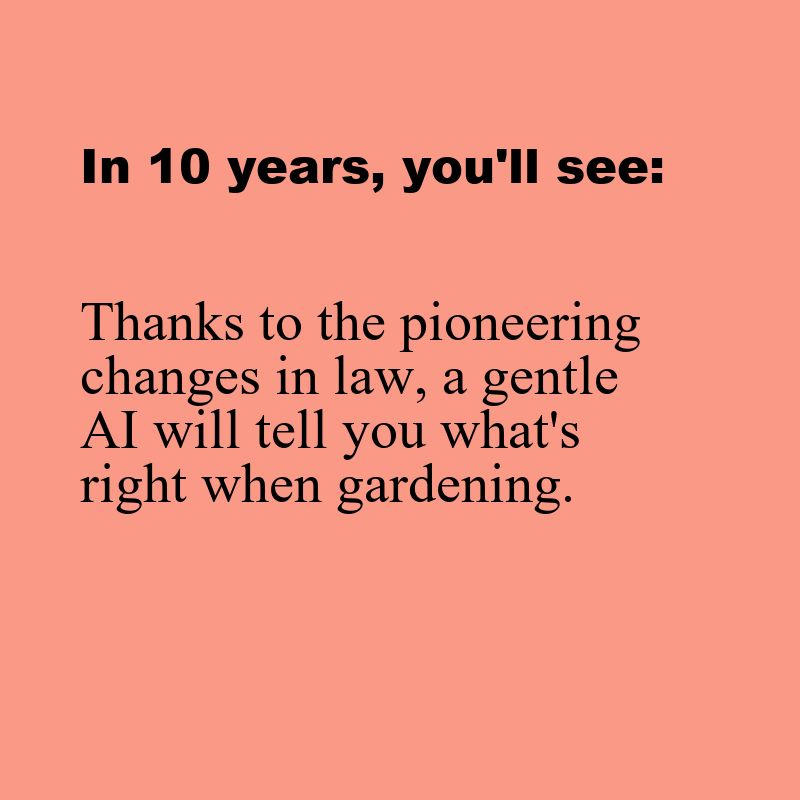 In 10 years, you'll see:
Thanks to the pioneering
changes in law, a gentle
AI will tell you what's
right when gardening.